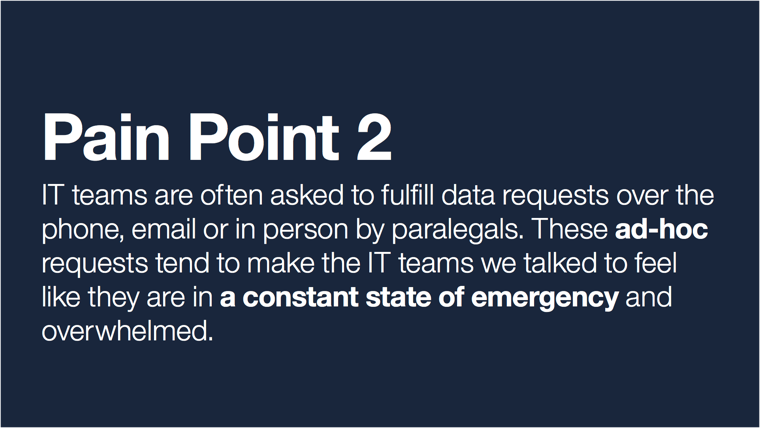 Pain Point 2
IT teams are often asked to fulfill data requests over the
phone, email or in person by paralegals. These ad-hoc
requests tend to make the IT teams we talked to feel
like they are in a constant state of emergency and
overwhelmed.